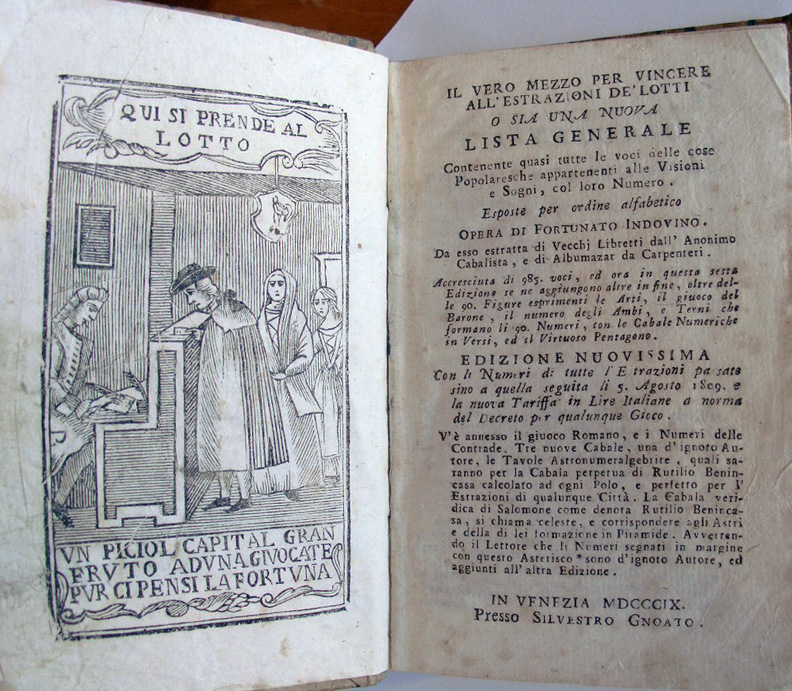 QUI SI PRENDE AL
LOTTO
VN PICIOL CAPITAL GRAN
FRVTO ADVNA GIVOCATE
PVR CI PENSI LA FORTVNA
IL VERO MEZZO PER VINCERE
ALL'ESTRAZIONI DE' LOTTI
O SIA UNA NUOVA
LISTA GENERALE
Contenente quasi tutte le voci delle cose
Popolaresche appartenenti alle Visioni
e Sogni, col loro Numero.
Esposte per ordine alfabetico
OPERA DI FORTUNATO INDOVINO.
Da esso estratta di Vecchj Libretti dall' Anonimo
Cabalista, e di Albumazar da Carpenteri.
Accresciuta di 985. voci, ed ora in questa sesta
Edizione se ne aggiungono altre in fine, oltre del-
le 90. Figure esprimenti le Arti, il giuoco del
Barone, il numero degli Ambi, e Terni che
formano li 90. Numeri, con le Cabale Numeriche
in Versi, ed il Virtuoso Pentagono.
EDIZIONE NUOVISSIMA
Con li Numeri di tutte l'Estrazioni passate
sino a quella seguita li 5. Agosto 1809. e
la nuova Tariffa in Lire Italiane a norma
del Decreto per qualunque Gioco.
V'è annesso il giuoco Romano, e i Numeri delle
Contrade. Tre nuove Cabale, una d'ignoto Au-
tore, le Tavole Astronumeralgebrite, quali sa-
ranno per la Cabala perpetua di Rutilio Benin-
casa calcolato ad ogni Polo, e perfetto per l'
Estrazioni di qualunque Città. La Cabala veri-
dica di Salomone come denota Rutilio Beninca-
sa, si chiama celeste, e corrispondere agli Astri
e della di lei formazione in Piramide. Avverten-
do il Lettore che li Numeri segnati in margine
con questo Asterisco * sono d'ignoto Autore, ed
aggiunti all'altra Edizione.
IN VENEZIA MDCCCIX.
Presso SILVESTRO GNOATO.